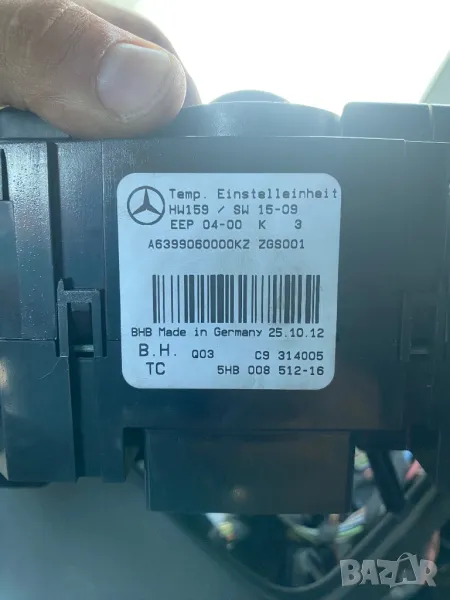 Temp. Einstelleinheit
HW159 / SW 15-09
EEP 04-00 K 3
A6399060000KZ ZGS001
BHB Made in Germany 25.10.12
B.H. Q03 C9 314005
TC 5HB 008 512-16
BAZAR